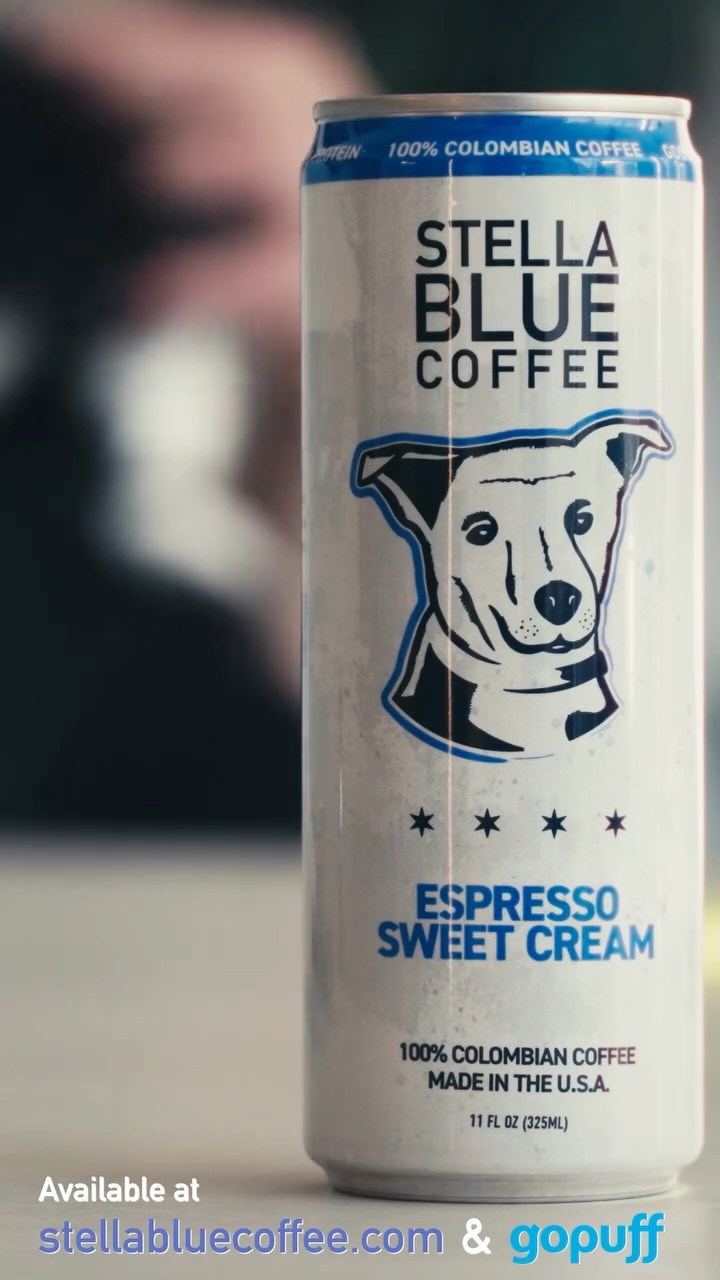 100% COLOMBIAN COFFEE
STELLA
BLUE
COFFEE
ESPRESSO
SWEET CREAM
100% COLOMBIAN COFFEE
MADE IN THE U.S.A.
11 FL OZ (325ML)
Available at
stellabluecoffee.com & gopuff